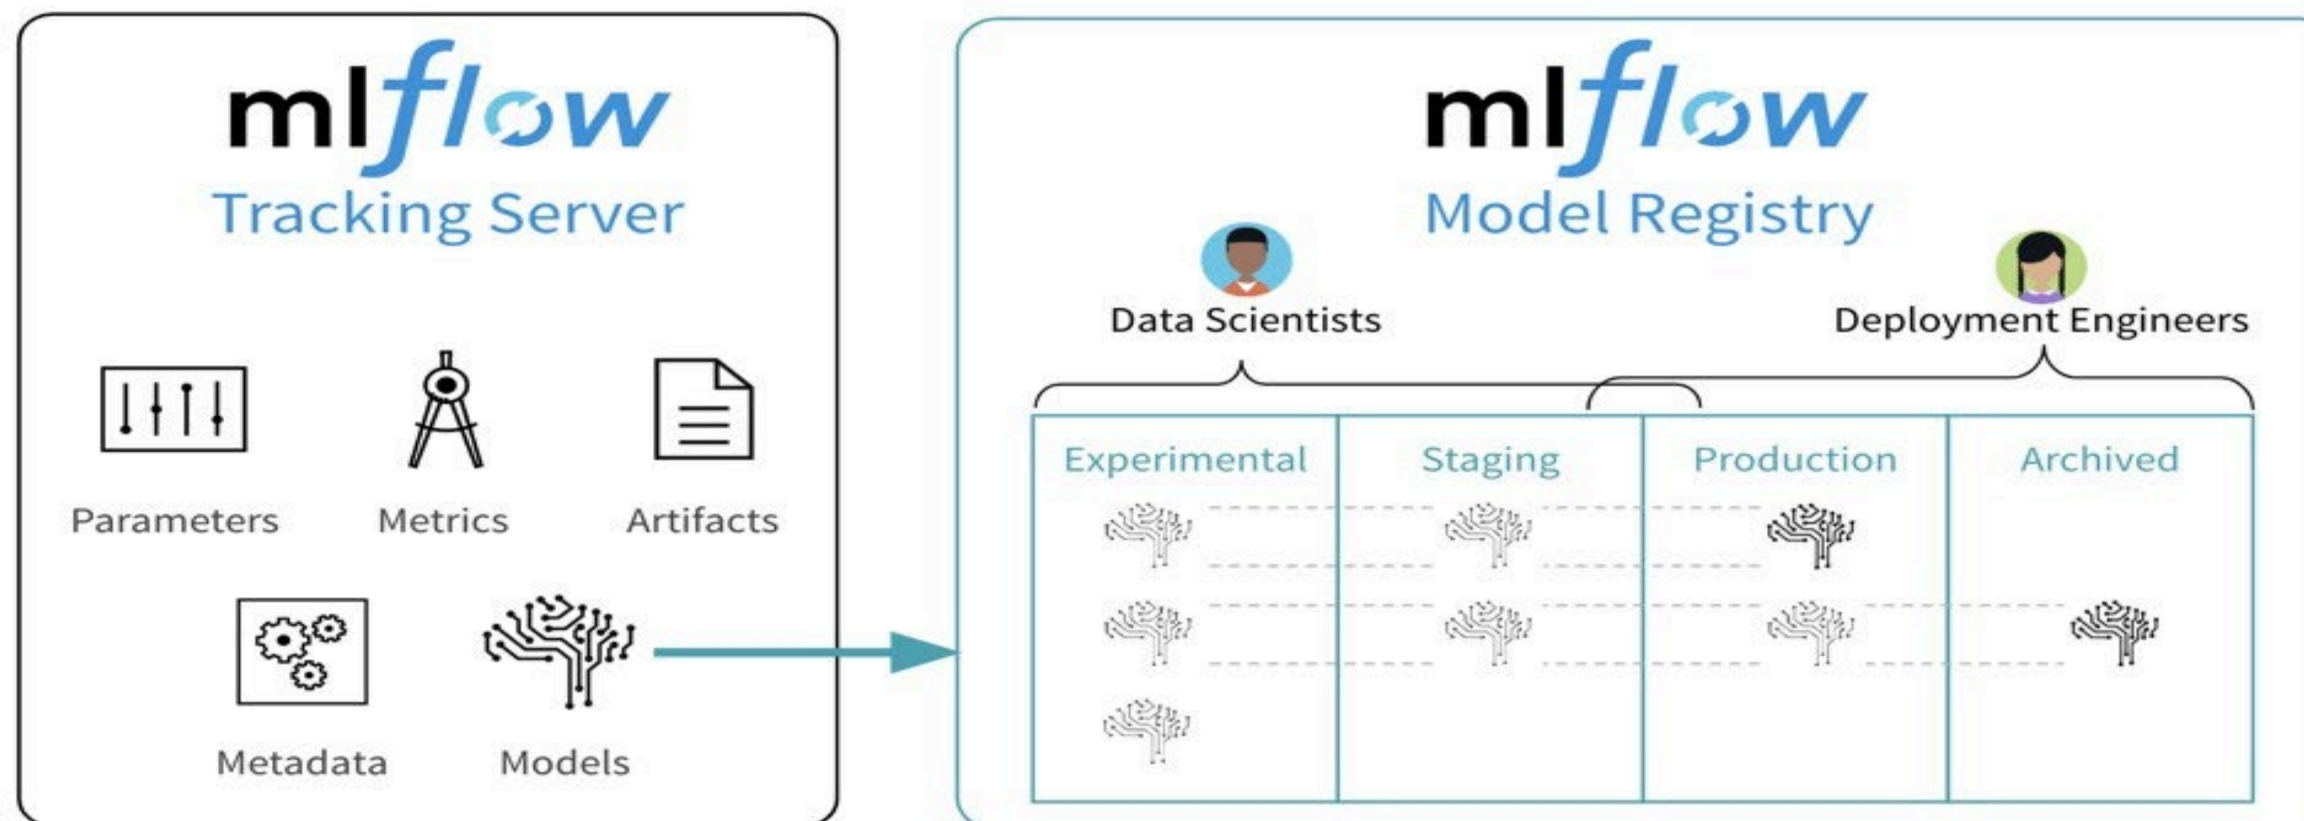 mlflow
Tracking Server
Parameters
Metrics
Artifacts
Metadata
Models
mlflow
Model Registry
Data Scientists
Deployment Engineers
Experimental
Staging
Production
Archived